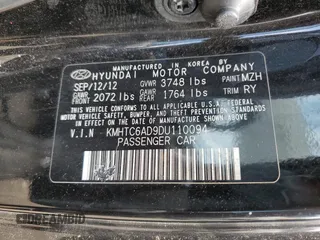 MANUFACTURED IN KOREA BY
HYUNDAI MOTOR COMPANY
SEP/12/12 GVWR 3748 lbs PAINT MZH
GAWR FRONT 2072 lbs GAWR REAR 1764 lbs TRIM RY
THIS VEHICLE CONFORMS TO ALL APPLICABLE U.S. FEDERAL
MOTOR VEHICLE SAFETY, BUMPER, AND THEFT PREVENTION STANDARDS
IN EFFECT ON THE DATE OF MANUFACTURE SHOWN ABOVE.
V.I.N KMHTC6AD9DU110094
PASSENGER CAR
DREAMBID